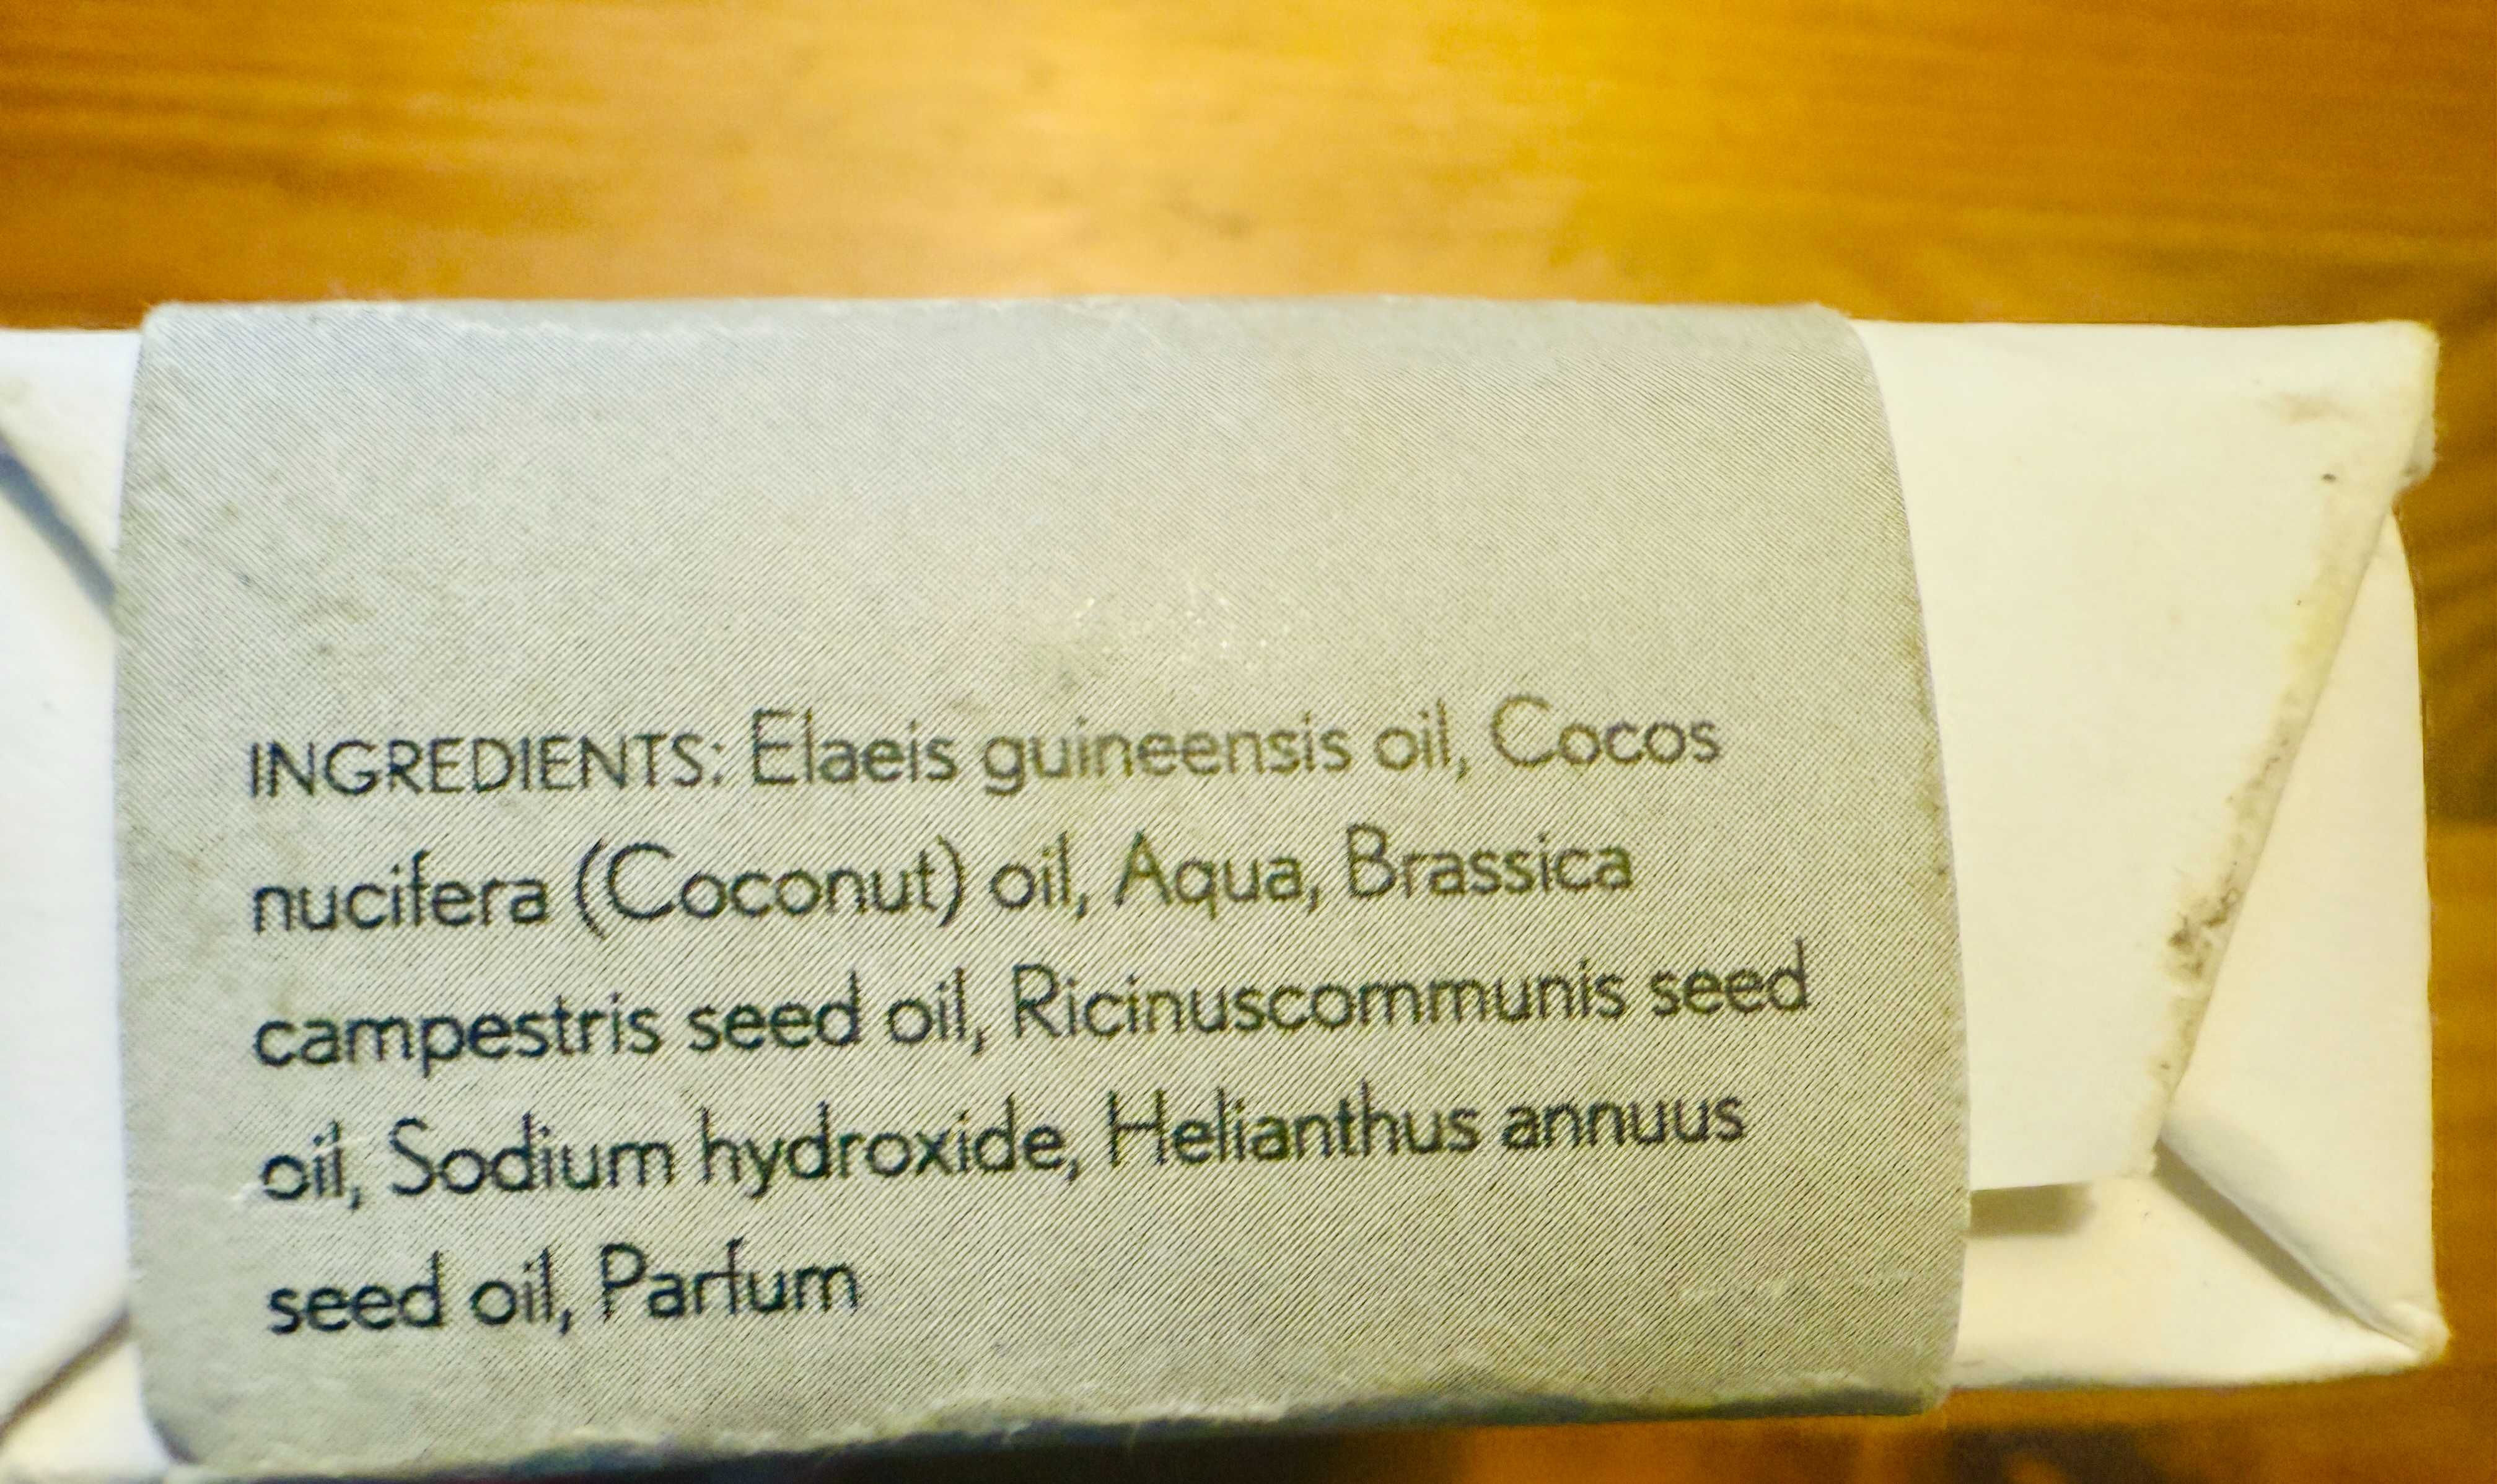 INGREDIENTS: Elaeis guineensis oil, Cocos
nucifera (Coconut) oil, Aqua, Brassica
campestris seed oil, Ricinuscommunis seed
oil, Sodium hydroxide, Helianthus annuus
seed oil, Parfum